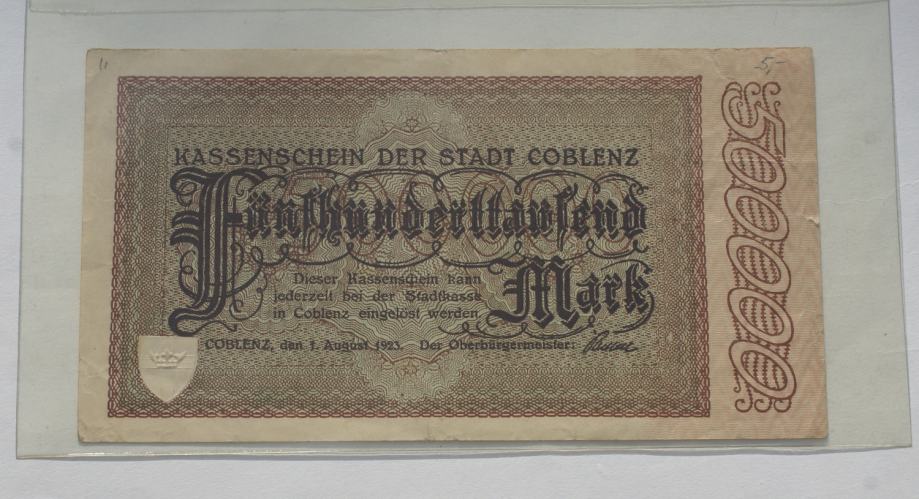 5,-
KASSENSCHEIN DER STADT COBLENZ
Fünfhunderttausend
Mark
Dieser Kassenschein kann
jederzeit bei der Stadtkasse
in Coblenz eingelöst werden
COBLENZ, den 1. August 1923. Der Oberbürgermeister:
500000